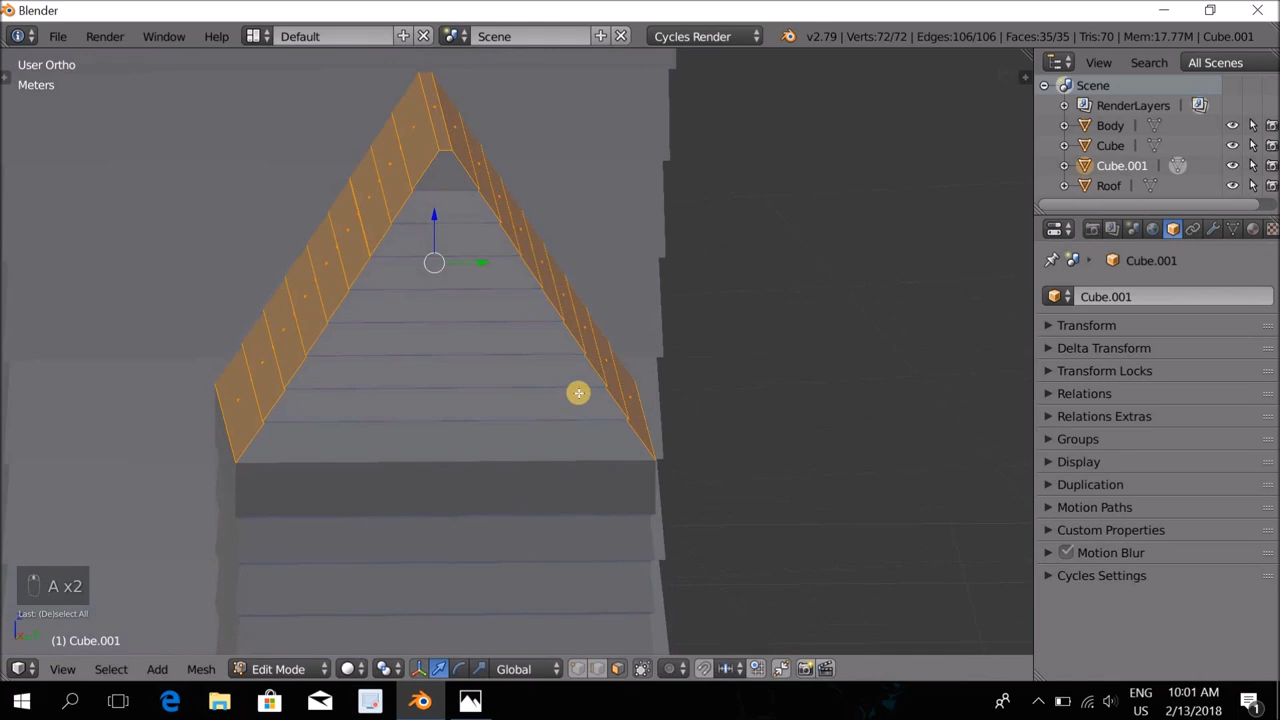 Blender
File Render Window Help Default Scene Cycles Render v2.79 | Verts:72/72 | Edges:106/106 | Faces:35/35 | Tris:70 | Mem:17.77M | Cube.001
User Ortho
Meters
View Search All Scenes
Scene
RenderLayers
Body
Cube
Cube.001
Roof
Cube.001
Cube.001
Transform
Delta Transform
Transform Locks
Relations
Relations Extras
Groups
Display
Duplication
Motion Paths
Custom Properties
Motion Blur
Cycles Settings
A x2
Last: (De)select All
(1) Cube.001
View Select Add Mesh Edit Mode Global
ENG 10:01 AM
US 2/13/2018